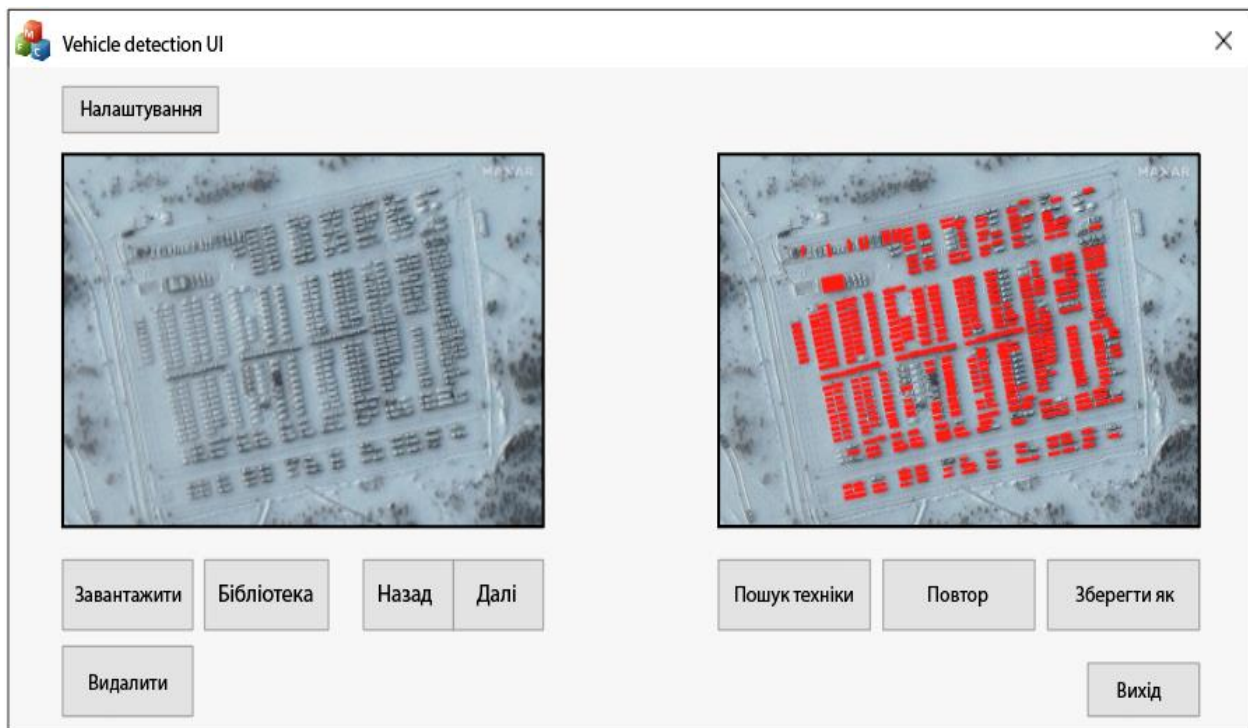 Vehicle detection UI
Налаштування
MAXAR
MAXAR
Завантажити
Бібліотека
Назад
Далі
Пошук техніки
Повтор
Зберегти як
Видалити
Вихід